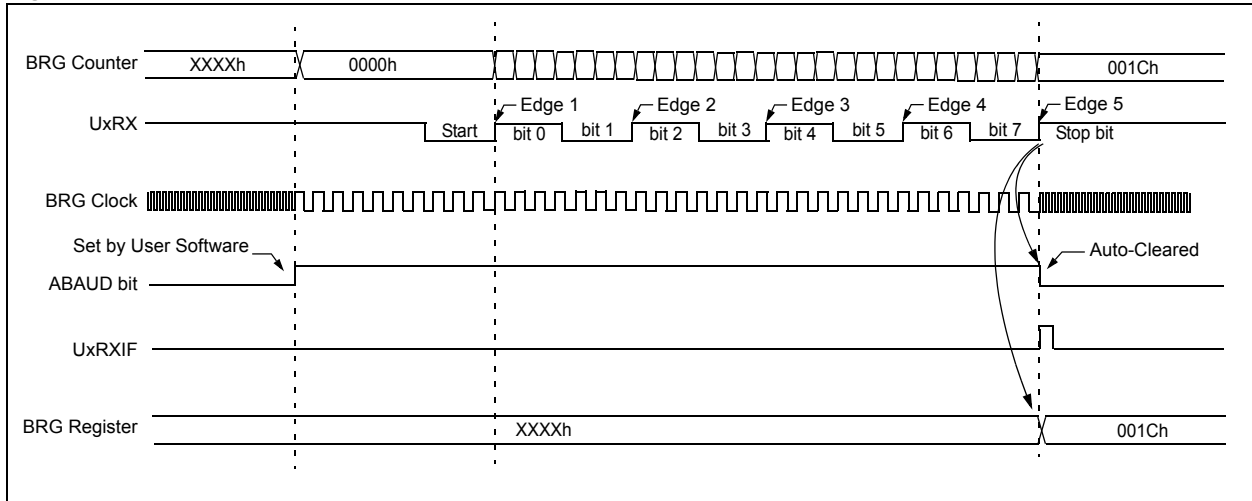 BRG Counter XXXXh 0000h 001Ch
Edge 1 Edge 2 Edge 3 Edge 4 Edge 5
UxRX Start bit 0 bit 1 bit 2 bit 3 bit 4 bit 5 bit 6 bit 7 Stop bit
BRG Clock
Set by User Software Auto-Cleared
ABAUD bit
UxRXIF
BRG Register XXXXh 001Ch